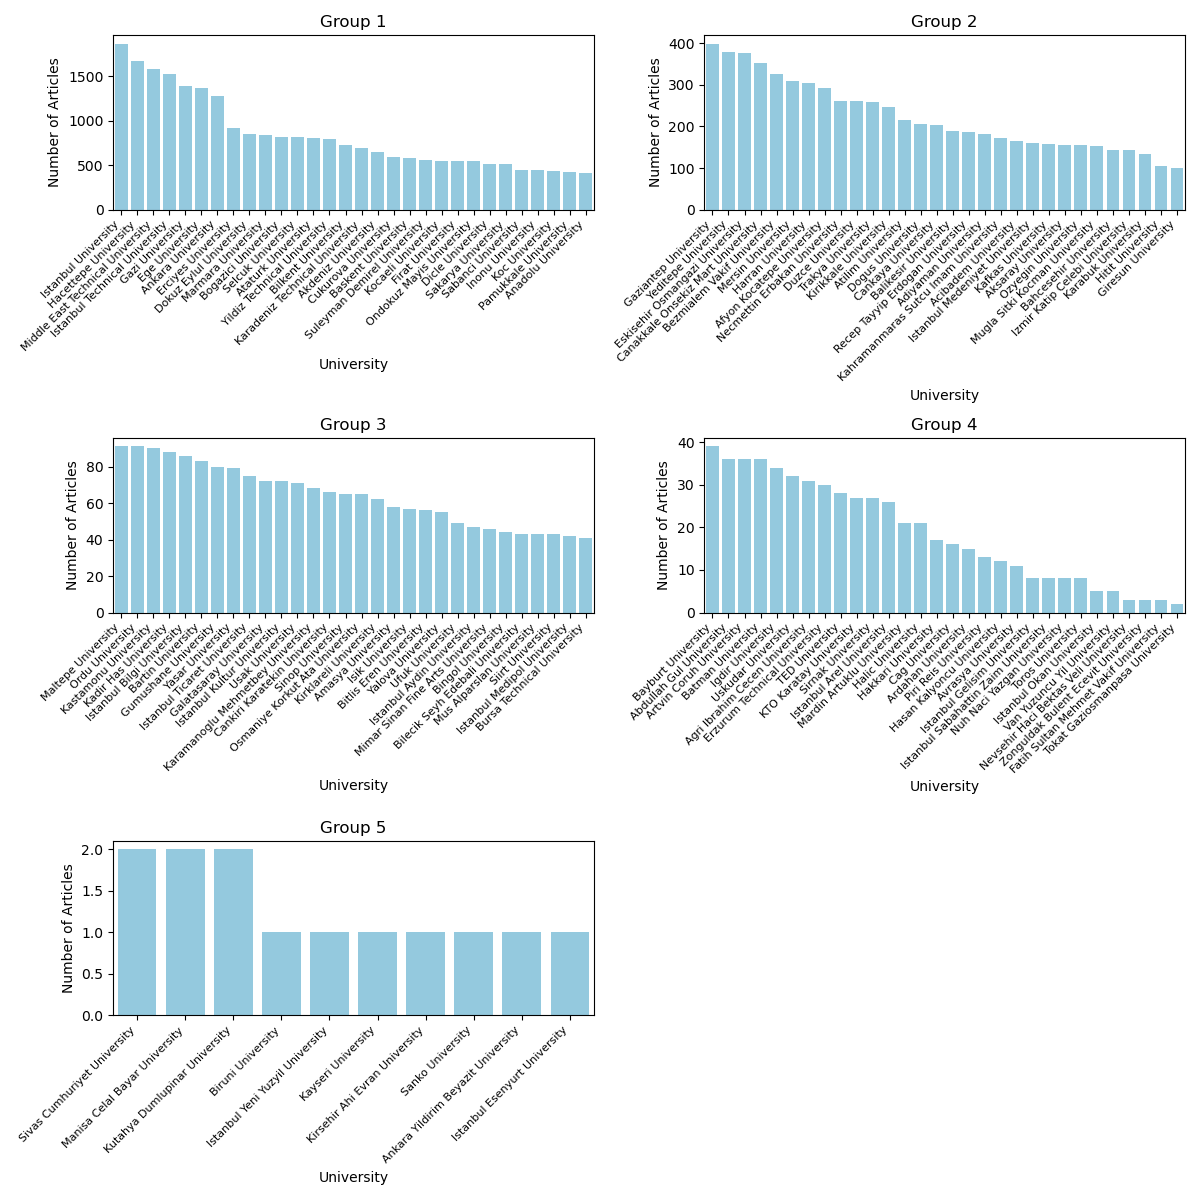 Group 1
Number of Articles
1500
1000
500
0
Istanbul University
Hacettepe University
Middle East Technical University
Istanbul Technical University
Gazi University
Ege University
Ankara University
Erciyes University
Dokuz Eylul University
Marmara University
Bogazici University
Selcuk University
Ataturk University
Yildiz Technical University
Bilkent University
Karadeniz Technical University
Akdeniz University
Cukurova University
Baskent University
Suleyman Demirel University
Kocaeli University
Firat University
Ondokuz Mayis University
Dicle University
Sakarya University
Sabanci University
Inonu University
Koc University
Pamukkale University
Anadolu University
University
Group 2
Number of Articles
400
300
200
100
0
Gaziantep University
Yeditepe University
Eskisehir Osmangazi University
Canakkale Onsekiz Mart University
Bezmialem Vakif University
Mersin University
Harran University
Afyon Kocatepe University
Necmettin Erbakan University
Duzce University
Trakya University
Kirikkale University
Atilim University
Dogus University
Cankaya University
Balikesir University
Recep Tayyip Erdogan University
Adiyaman University
Kahramanmaras Sutcu Imam University
Acibadem University
Istanbul Medeniyet University
Kafkas University
Aksaray University
Ozyegin University
Mugla Sitki Kocman University
Bahcesehir University
Izmir Katip Celebi University
Karabuk University
Hitit University
Giresun University
University
Group 3
Number of Articles
80
60
40
20
0
Maltepe University
Ordu University
Kastamonu University
Kadir Has University
Istanbul Bilgi University
Bartin University
Gumushane University
Yasar University
Istanbul Ticaret University
Galatasaray University
Istanbul Kultur University
Usak University
Karamanoglu Mehmetbey University
Cankiri Karatekin University
Sinop University
Osmaniye Korkut Ata University
Kirklareli University
Amasya University
Isik University
Bitlis Eren University
Yalova University
Ufuk University
Istanbul Aydin University
Mimar Sinan Fine Arts University
Bingol University
Bilecik Seyh Edebali University
Mus Alparslan University
Siirt University
Istanbul Medipol University
Bursa Technical University
University
Group 4
Number of Articles
40
30
20
10
0
Bayburt University
Abdullah Gul University
Artvin Coruh University
Batman University
Igdir University
Uskudar University
Agri Ibrahim Cecen University
Erzurum Technical University
TED University
KTO Karatay University
Sirnak University
Istanbul Arel University
Mardin Artuklu University
Halic University
Hakkari University
Cag University
Ardahan University
Piri Reis University
Hasan Kalyoncu University
Avrasya University
Istanbul Gelisim University
Istanbul Sabahattin Zaim University
Nuh Naci Yazgan University
Toros University
Istanbul Okan University
Van Yuzuncu Yil University
Nevsehir Haci Bektas Veli University
Zonguldak Bulent Ecevit University
Fatih Sultan Mehmet Vakif University
Tokat Gaziosmanpasa University
University
Group 5
Number of Articles
2.0
1.5
1.0
0.5
0.0
Sivas Cumhuriyet University
Manisa Celal Bayar University
Kutahya Dumlupinar University
Biruni University
Istanbul Yeni Yuzyil University
Kayseri University
Kirsehir Ahi Evran University
Sanko University
Ankara Yildirim Beyazit University
Istanbul Esenyurt University
University